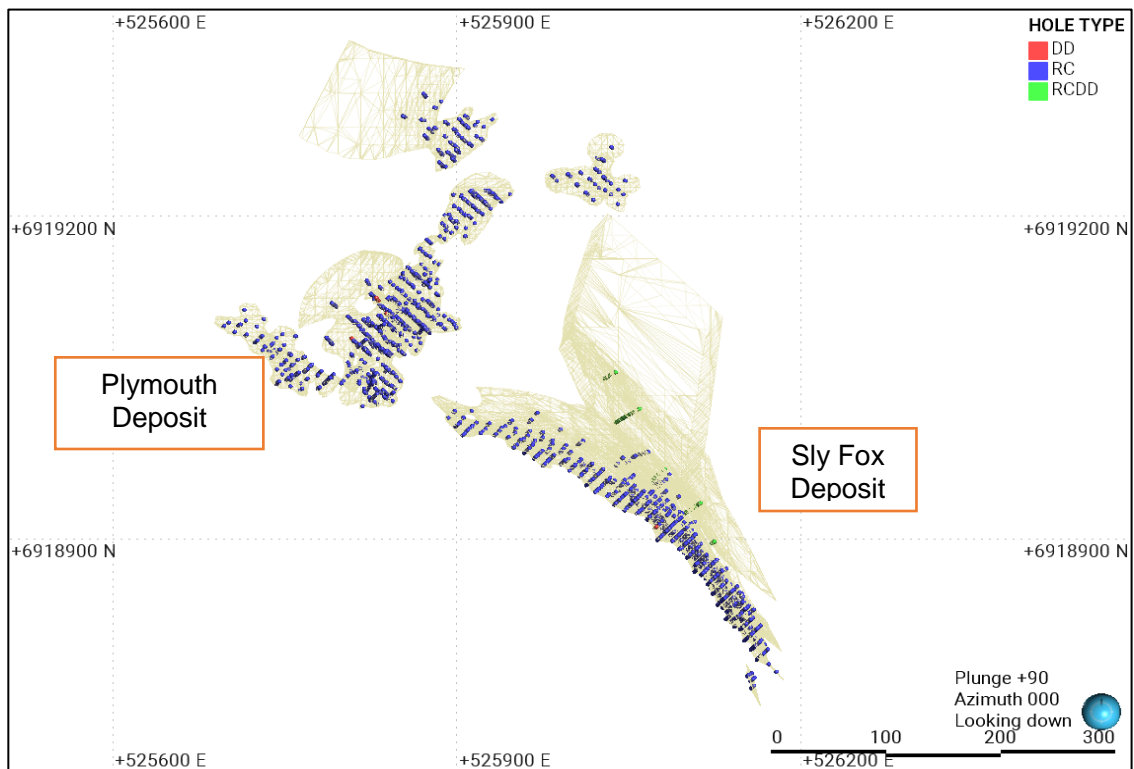 +525600 E
+525900 E
+526200 E
HOLE TYPE
DD
RC
RCDD
+6919200 N
+6919200 N
Plymouth
Deposit
Sly Fox
Deposit
+6918900 N
+6918900 N
Plunge +90
Azimuth 000
Looking down
0 100 200 300
+525600 E
+525900 E
+526200 E